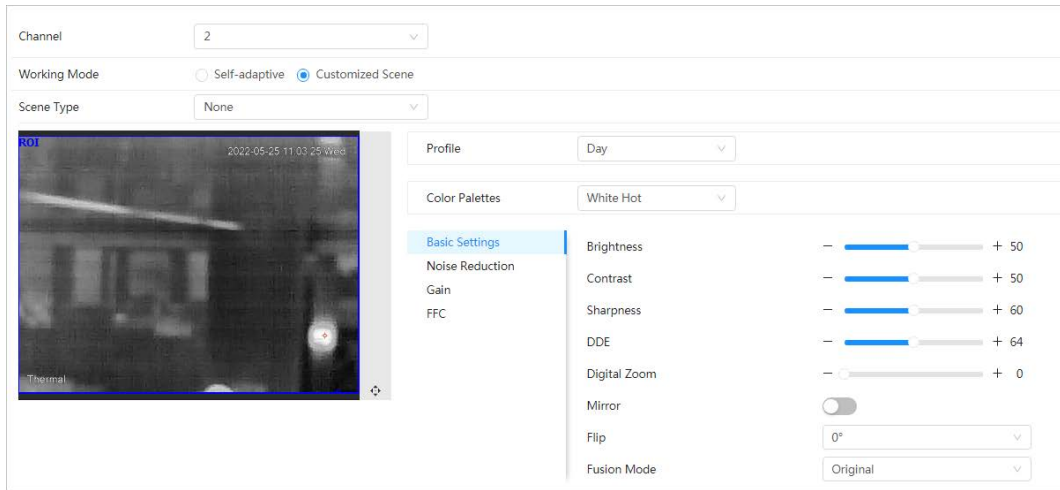 Channel 2
Working Mode Self-adaptive Customized Scene
Scene Type None
ROI
2022-05-25 11:03:25 Wed
Thermal
Profile Day
Color Palettes White Hot
Basic Settings
Noise Reduction
Gain
FFC
Brightness - + 50
Contrast - + 50
Sharpness - + 60
DDE - + 64
Digital Zoom - + 0
Mirror
Flip 0°
Fusion Mode Original